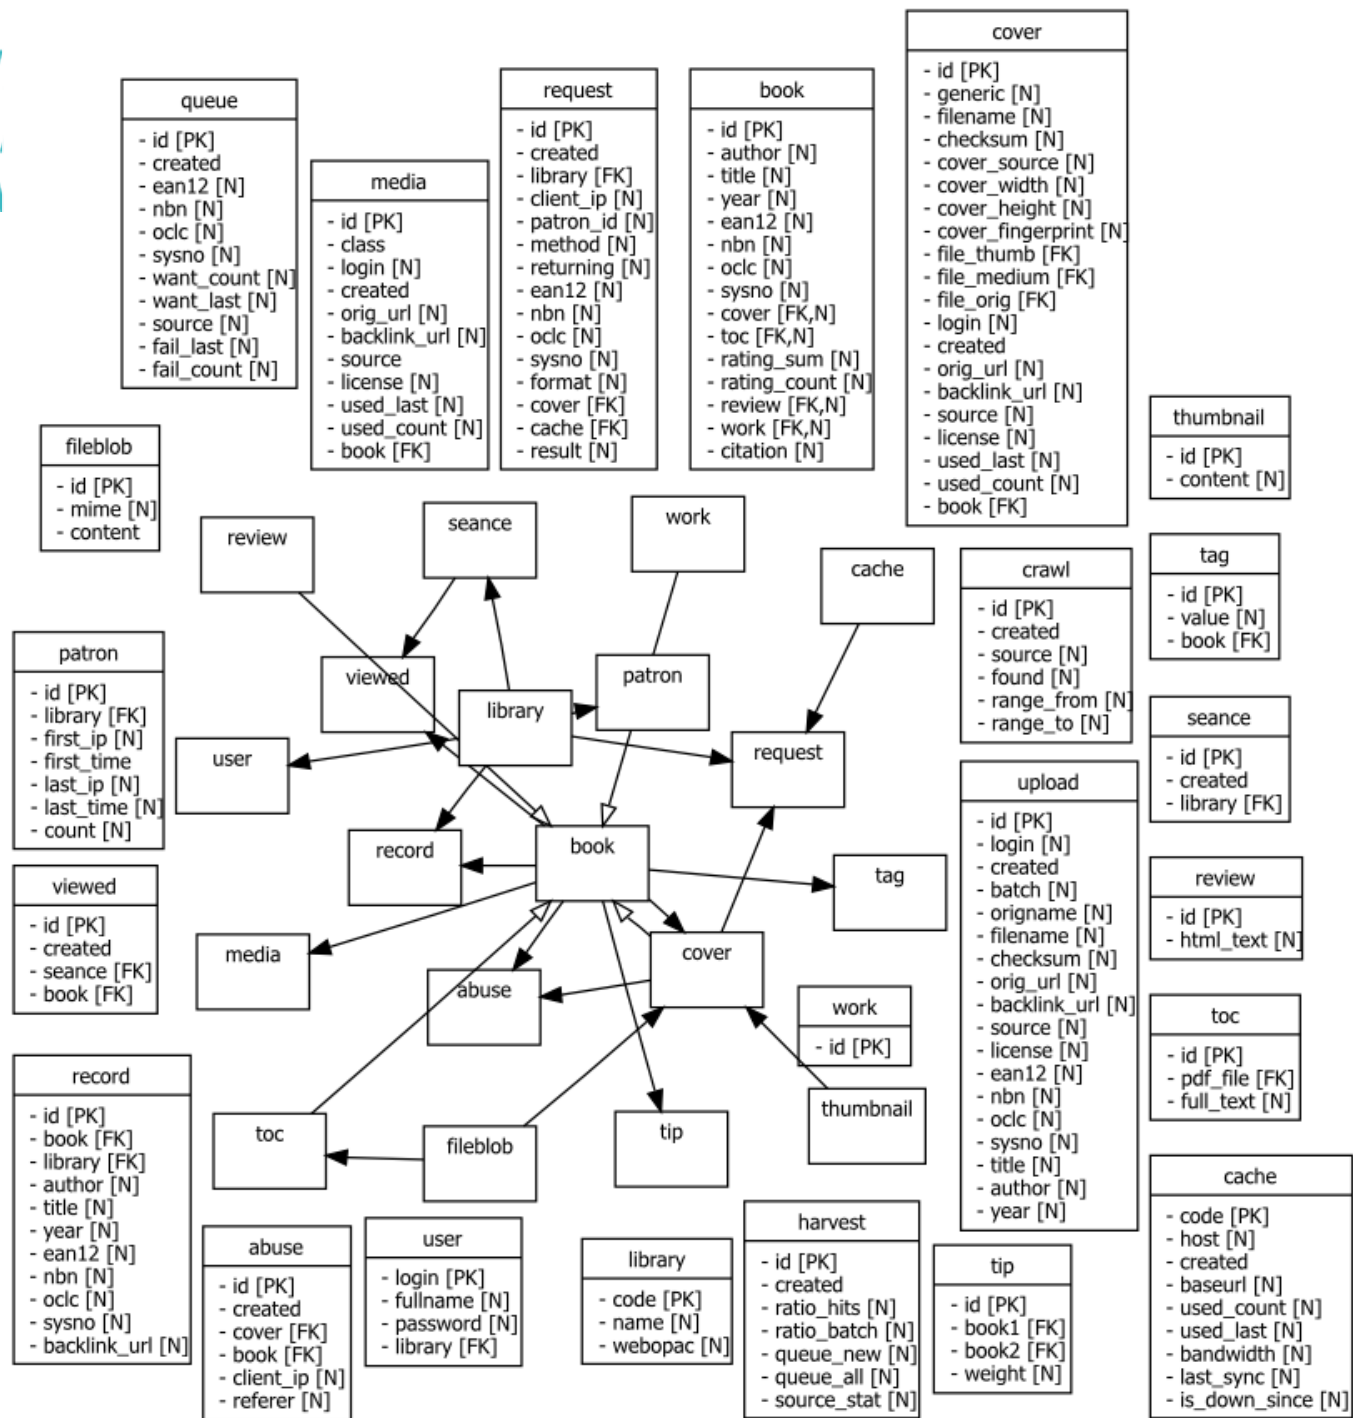 cover
- id [PK]
- generic [N]
- filename [N]
- checksum [N]
- cover_source [N]
- cover_width [N]
- cover_height [N]
- cover_fingerprint [N]
- file_thumb [FK]
- file_medium [FK]
- file_orig [FK]
- login [N]
- created
- orig_url [N]
- backlink_url [N]
- source [N]
- license [N]
- used_last [N]
- used_count [N]
- book [FK]
queue
- id [PK]
- created
- ean12 [N]
- nbn [N]
- oclc [N]
- sysno [N]
- want_count [N]
- want_last [N]
- source [N]
- fail_last [N]
- fail_count [N]
media
- id [PK]
- class
- login [N]
- created
- orig_url [N]
- backlink_url [N]
- source
- license [N]
- used_last [N]
- used_count [N]
- book [FK]
request
- id [PK]
- created
- library [FK]
- client_ip [N]
- patron_id [N]
- method [N]
- returning [N]
- ean12 [N]
- nbn [N]
- oclc [N]
- sysno [N]
- format [N]
- cover [FK]
- cache [FK]
- result [N]
book
- id [PK]
- author [N]
- title [N]
- year [N]
- ean12 [N]
- nbn [N]
- oclc [N]
- sysno [N]
- cover [FK,N]
- toc [FK,N]
- rating_sum [N]
- rating_count [N]
- review [FK,N]
- work [FK,N]
- citation [N]
thumbnail
- id [PK]
- content [N]
fileblob
- id [PK]
- mime [N]
- content
review
seance
work
cache
crawl
- id [PK]
- created
- source [N]
- found [N]
- range_from [N]
- range_to [N]
tag
- id [PK]
- value [N]
- book [FK]
patron
- id [PK]
- library [FK]
- first_ip [N]
- first_time
- last_ip [N]
- last_time [N]
- count [N]
viewed
library
patron
user
request
seance
- id [PK]
- created
- library [FK]
upload
- id [PK]
- login [N]
- created
- batch [N]
- origname [N]
- filename [N]
- checksum [N]
- orig_url [N]
- backlink_url [N]
- source [N]
- license [N]
- ean12 [N]
- nbn [N]
- oclc [N]
- sysno [N]
- title [N]
- author [N]
- year [N]
record
book
tag
viewed
- id [PK]
- created
- seance [FK]
- book [FK]
review
- id [PK]
- html_text [N]
media
abuse
cover
work
- id [PK]
toc
- id [PK]
- pdf_file [FK]
- full_text [N]
record
- id [PK]
- book [FK]
- library [FK]
- author [N]
- title [N]
- year [N]
- ean12 [N]
- nbn [N]
- oclc [N]
- sysno [N]
- backlink_url [N]
toc
fileblob
tip
thumbnail
cache
- code [PK]
- host [N]
- created
- baseurl [N]
- used_count [N]
- used_last [N]
- bandwidth [N]
- last_sync [N]
- is_down_since [N]
abuse
- id [PK]
- created
- cover [FK]
- book [FK]
- client_ip [N]
- referer [N]
user
- login [PK]
- fullname [N]
- password [N]
- library [FK]
library
- code [PK]
- name [N]
- webopac [N]
harvest
- id [PK]
- created
- ratio_hits [N]
- ratio_batch [N]
- queue_new [N]
- queue_all [N]
- source_stat [N]
tip
- id [PK]
- book1 [FK]
- book2 [FK]
- weight [N]